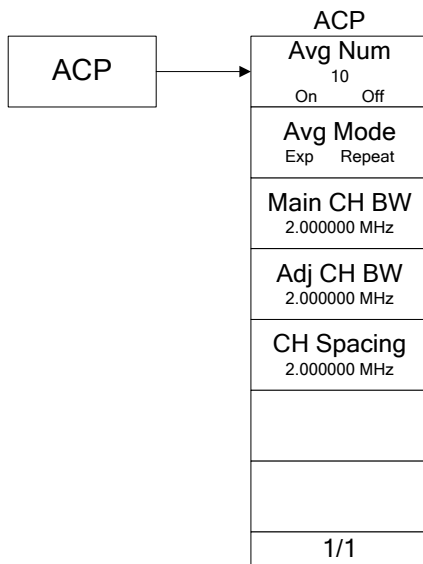 ACP
ACP
Avg Num
10
On Off
Avg Mode
Exp Repeat
Main CH BW
2.000000 MHz
Adj CH BW
2.000000 MHz
CH Spacing
2.000000 MHz
1/1